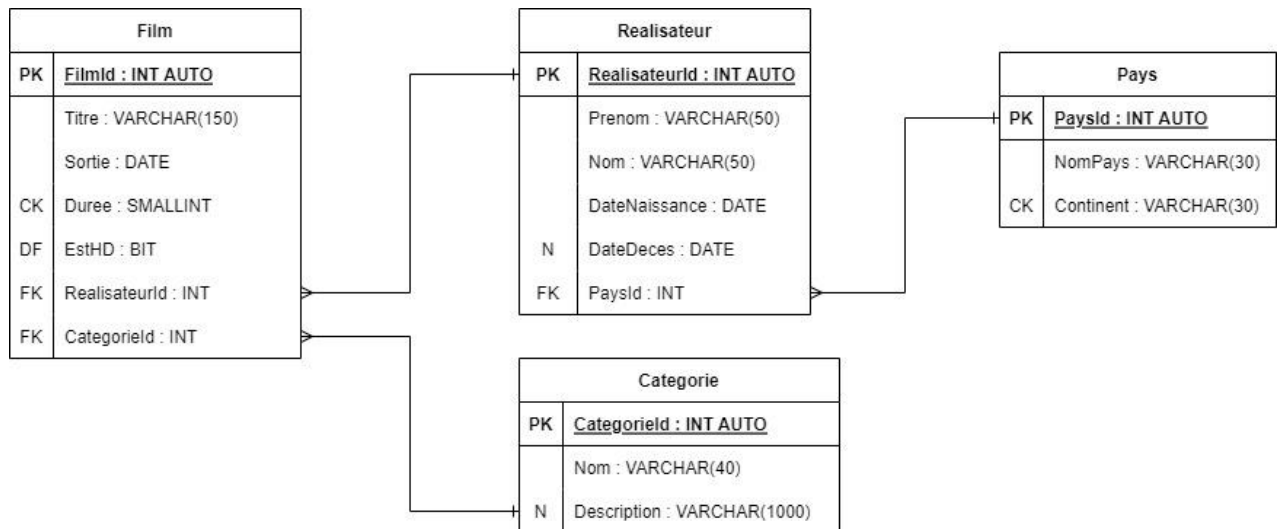 Film
PK FilmId : INT AUTO
Titre : VARCHAR(150)
Sortie : DATE
CK Duree : SMALLINT
DF EstHD : BIT
FK RealisateurId : INT
FK CategorieId : INT
Realisateur
PK RealisateurId : INT AUTO
Prenom : VARCHAR(50)
Nom : VARCHAR(50)
DateNaissance : DATE
N DateDeces : DATE
FK PaysId : INT
Pays
PK PaysId : INT AUTO
NomPays : VARCHAR(30)
CK Continent : VARCHAR(30)
Categorie
PK CategorieId : INT AUTO
Nom : VARCHAR(40)
N Description : VARCHAR(1000)